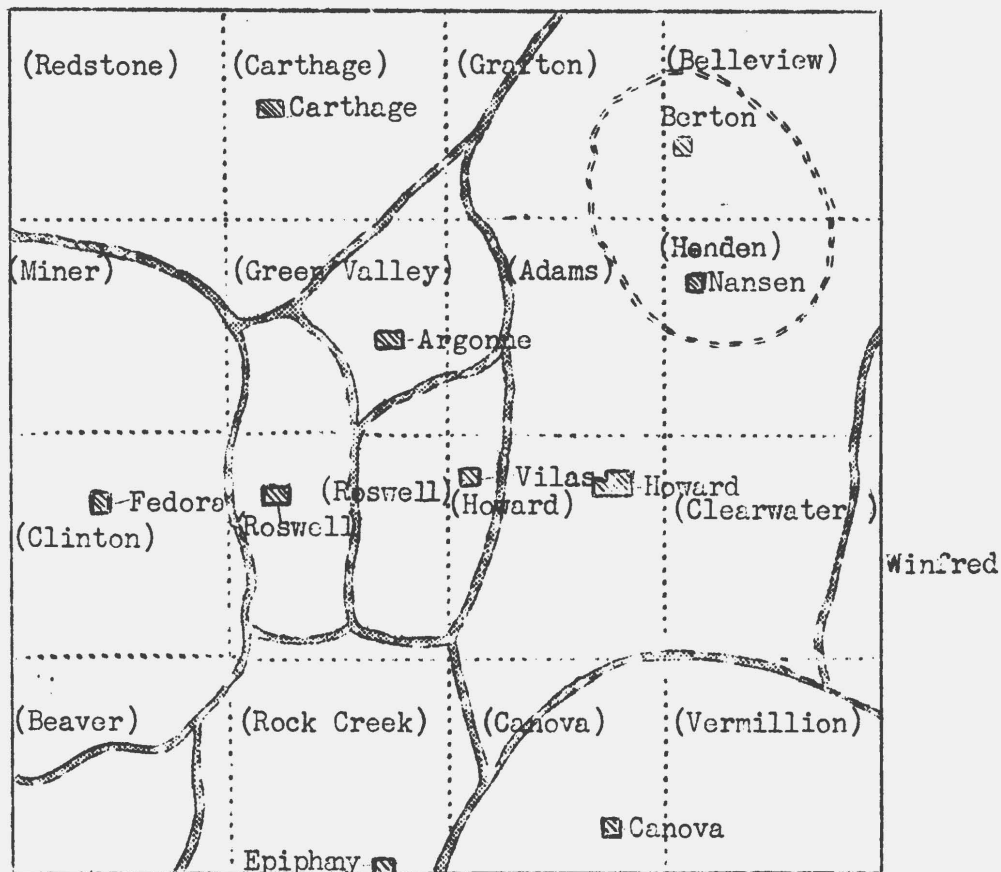 (Redstone) (Carthage) (Grafton) (Belleview)
Carthage
Berton
(Miner) (Green Valley) (Adams) (Henden)
Nansen
Argonne
Fedora (Roswell) Vilas Howard
Roswell (Howard) (Clearwater)
(Clinton)
Winfred
(Beaver) (Rock Creek) (Canova) (Vermillion)
Canova
Epiphany